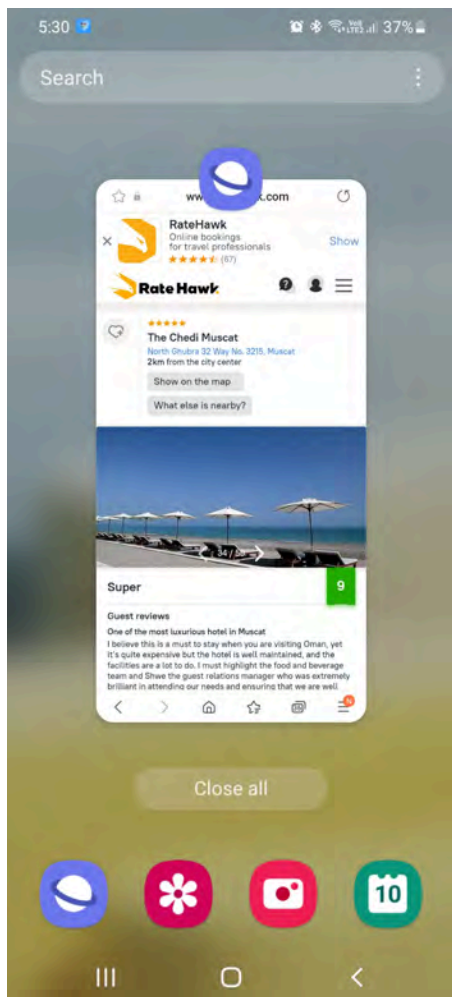 5:30
37%
Search
RateHawk
Online bookings
for travel professionals
(67)
Show
Rate Hawk
The Chedi Muscat
North Ghubra 32 Way No. 3215, Muscat
2km from the city center
Show on the map
What else is nearby?
Super
9
Guest reviews
One of the most luxurious hotel in Muscat
I believe this is a must to stay when you are visiting Oman, yet
it's quite expensive but the hotel is well maintained, and the
facilities are a lot to do. I must highlight the food and beverage
team and Shwe the guest relations manager who was extremely
brilliant in attending our needs and ensuring that we are well
Close all
10